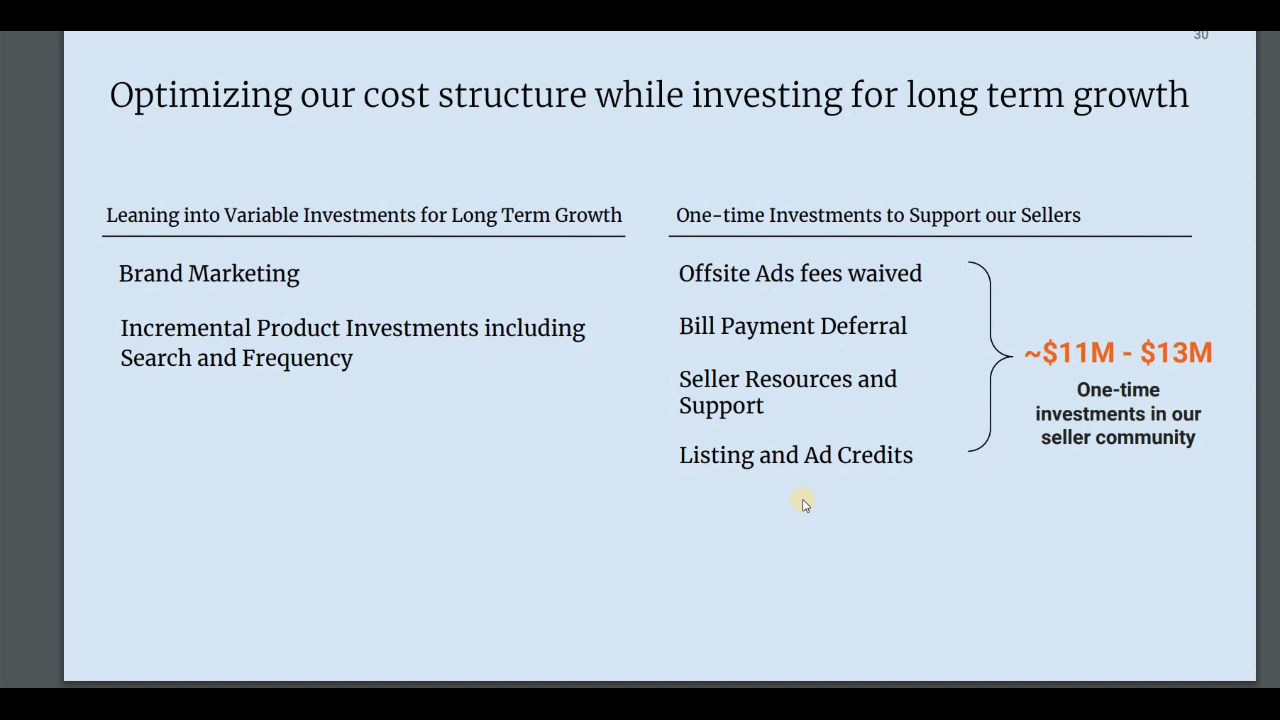 30
Optimizing our cost structure while investing for long term growth
Leaning into Variable Investments for Long Term Growth
Brand Marketing
Incremental Product Investments including
Search and Frequency
One-time Investments to Support our Sellers
Offsite Ads fees waived
Bill Payment Deferral
Seller Resources and
Support
Listing and Ad Credits
~$11M - $13M
One-time
investments in our
seller community